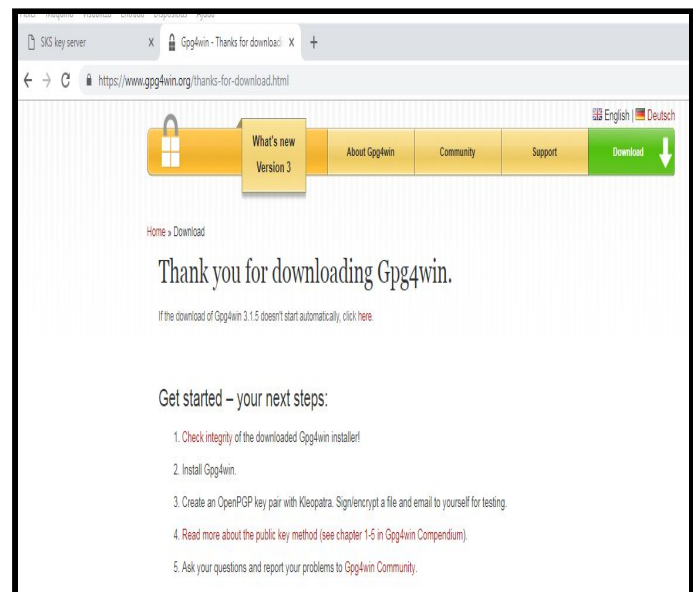 Máquina Visualizar Entrada Dispositivos Ajuda
SKS key server
Gpg4win - Thanks for download
https://www.gpg4win.org/thanks-for-download.html
English | Deutsch
What's new
Version 3
About Gpg4win
Community
Support
Download
Home » Download
Thank you for downloading Gpg4win.
If the download of Gpg4win 3.1.5 doesn't start automatically, click here.
Get started – your next steps:
1. Check integrity of the downloaded Gpg4win installer!
2. Install Gpg4win.
3. Create an OpenPGP key pair with Kleopatra. Sign/encrypt a file and email to yourself for testing.
4. Read more about the public key method (see chapter 1-5 in Gpg4win Compendium).
5. Ask your questions and report your problems to Gpg4win Community.